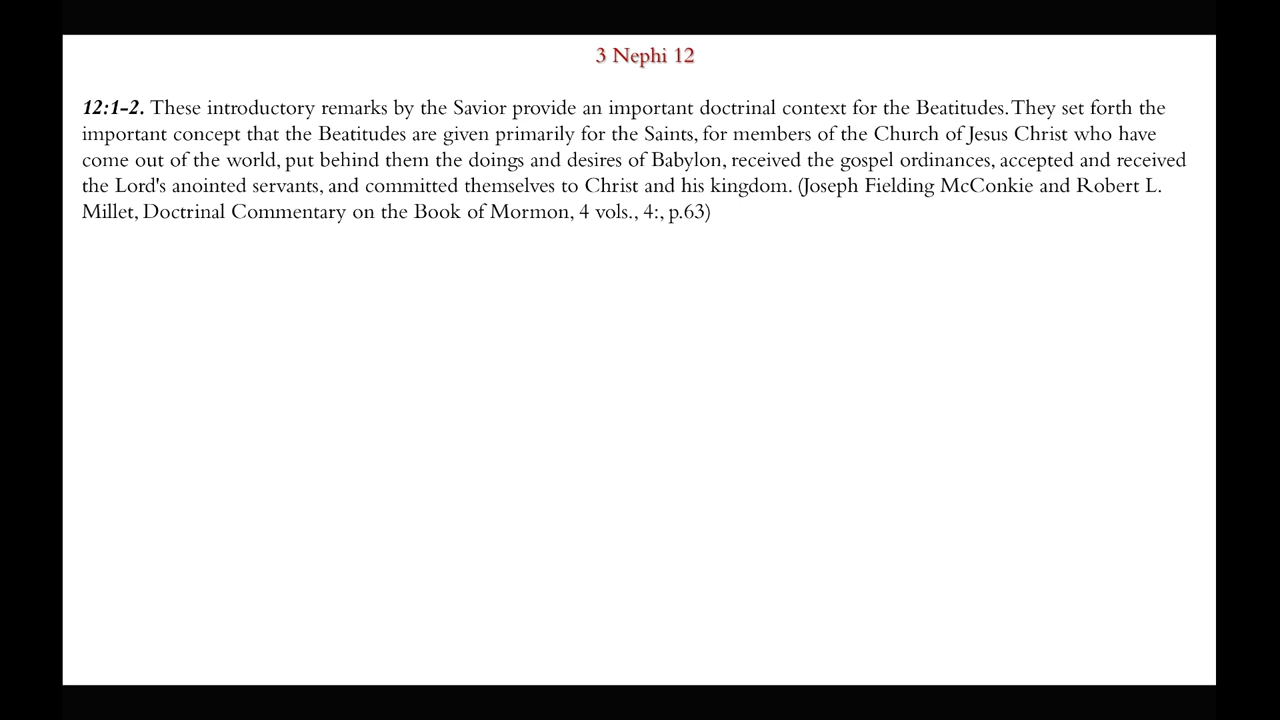 3 Nephi 12
12:1-2. These introductory remarks by the Savior provide an important doctrinal context for the Beatitudes. They set forth the
important concept that the Beatitudes are given primarily for the Saints, for members of the Church of Jesus Christ who have
come out of the world, put behind them the doings and desires of Babylon, received the gospel ordinances, accepted and received
the Lord's anointed servants, and committed themselves to Christ and his kingdom. (Joseph Fielding McConkie and Robert L.
Millet, Doctrinal Commentary on the Book of Mormon, 4 vols., 4:, p.63)